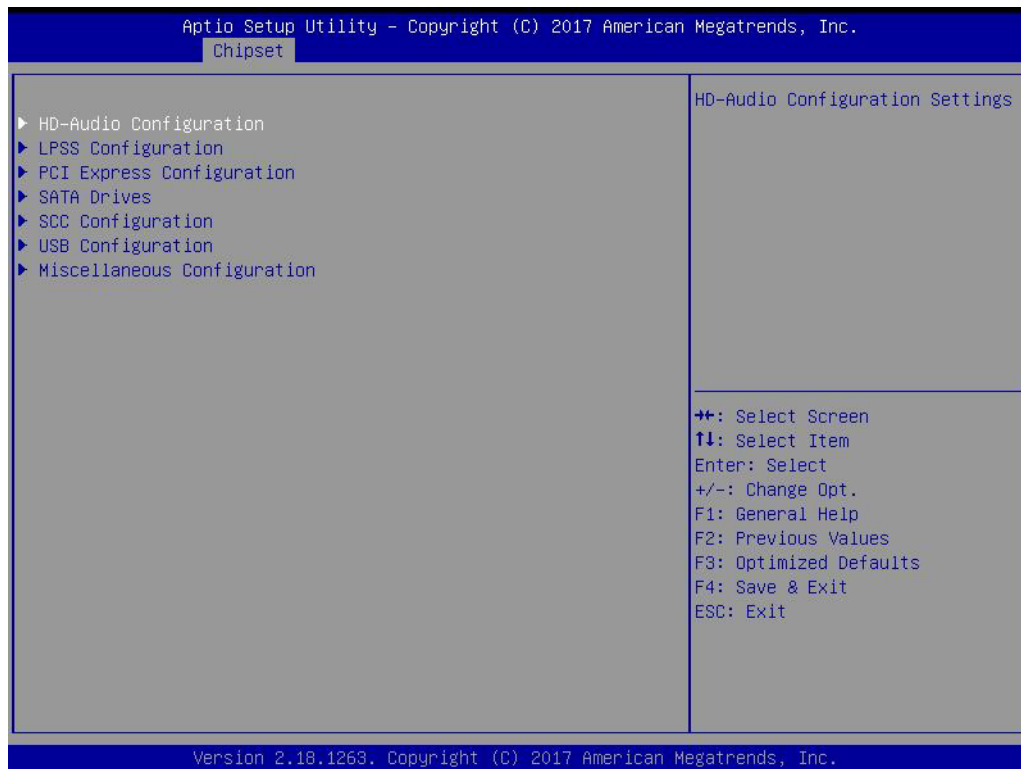 Aptio Setup Utility – Copyright (C) 2017 American Megatrends, Inc.
Chipset
HD-Audio Configuration
LPSS Configuration
PCI Express Configuration
SATA Drives
SCC Configuration
USB Configuration
Miscellaneous Configuration
HD-Audio Configuration Settings
→←: Select Screen
↑↓: Select Item
Enter: Select
+/-: Change Opt.
F1: General Help
F2: Previous Values
F3: Optimized Defaults
F4: Save & Exit
ESC: Exit
Version 2.18.1263. Copyright (C) 2017 American Megatrends, Inc.